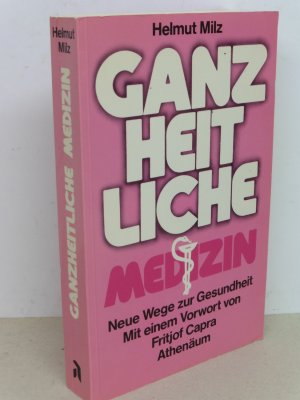 Helmut Milz
GANZ
HEIT
LICHE
MEDIZIN
Neue Wege zur Gesundheit
Mit einem Vorwort von
Fritjof Capra
Athenäum
Helmut
Milz
GANZHEITLICHE MEDIZIN